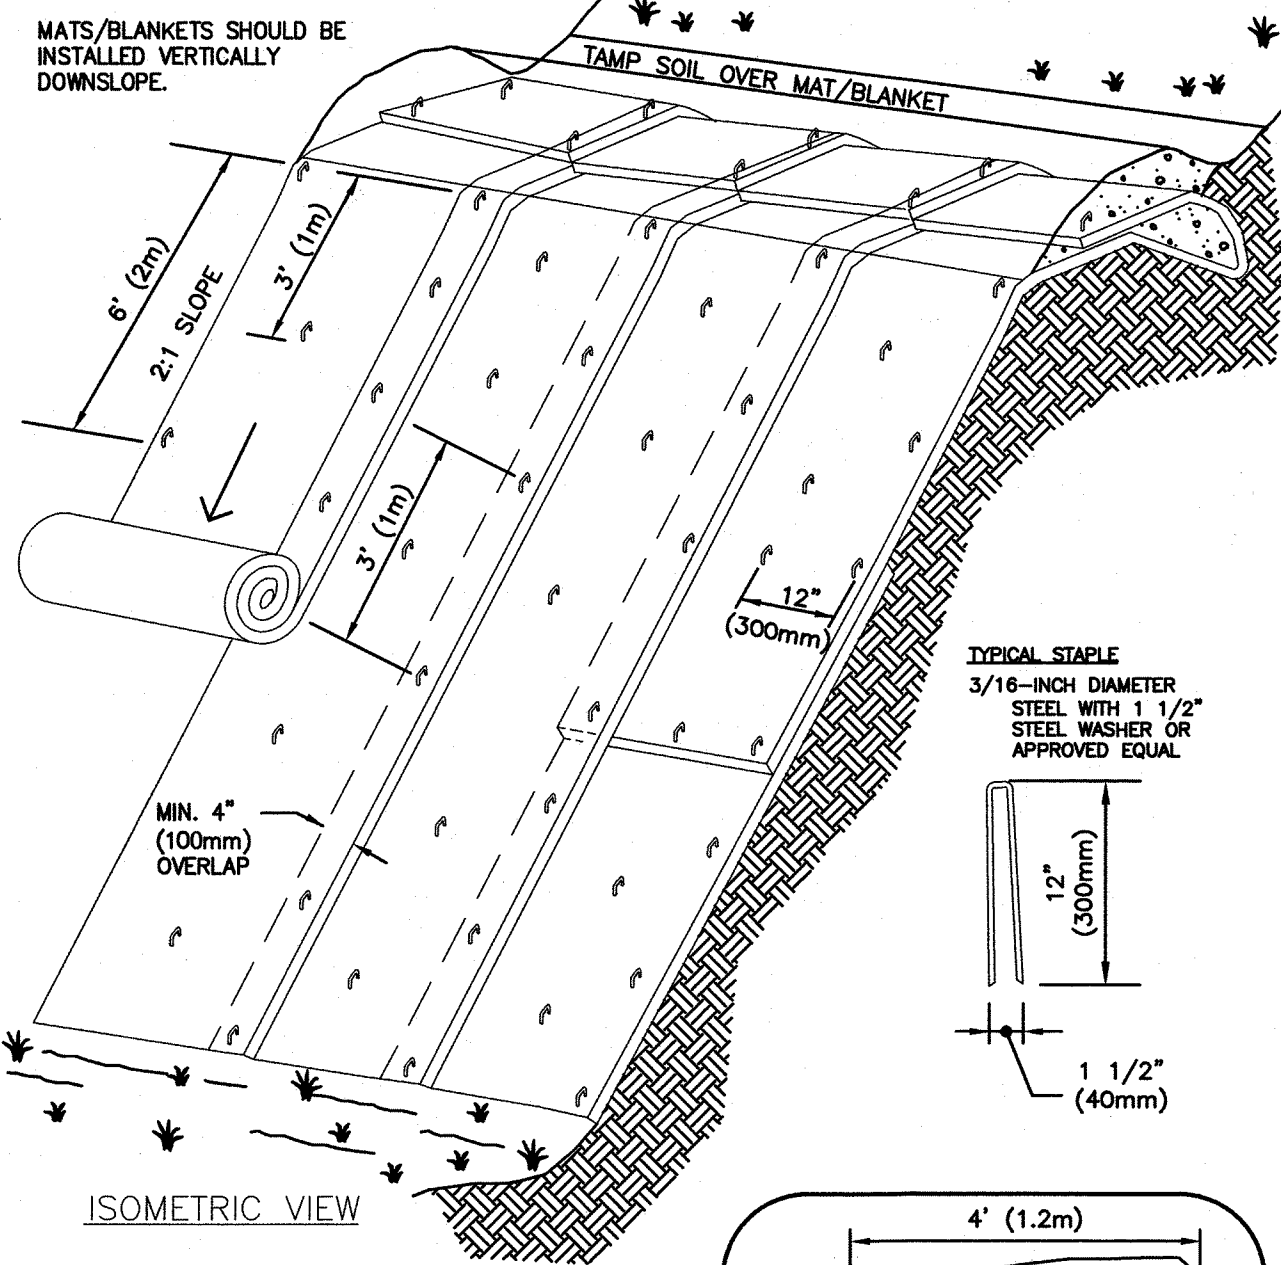 MATS/BLANKETS SHOULD BE
INSTALLED VERTICALLY
DOWNSLOPE.
TAMP SOIL OVER MAT/BLANKET
6' (2m)
2:1 SLOPE
3' (1m)
3' (1m)
12"
(300mm)
MIN. 4"
(100mm)
OVERLAP
TYPICAL STAPLE
3/16-INCH DIAMETER
STEEL WITH 1 1/2"
STEEL WASHER OR
APPROVED EQUAL
12"
(300mm)
1 1/2"
(40mm)
ISOMETRIC VIEW
4' (1.2m)